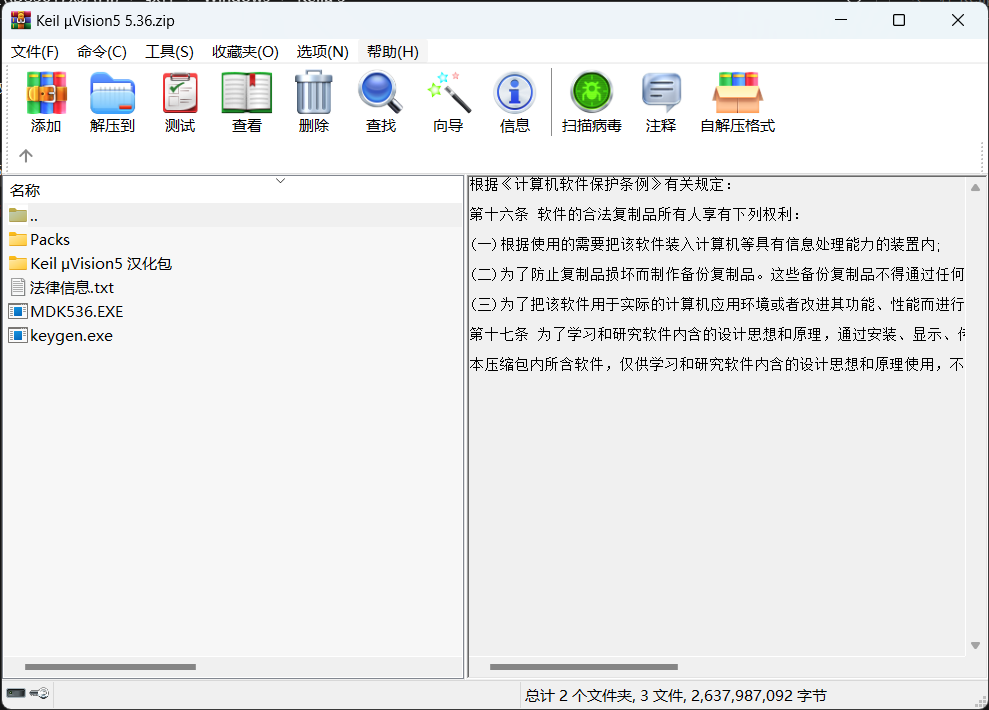 Keil µVision5 5.36.zip
文件(F) 命令(C) 工具(S) 收藏夹(O) 选项(N) 帮助(H)
添加 解压到 测试 查看 删除 查找 向导 信息 扫描病毒 注释 自解压格式
名称
..
Packs
Keil µVision5 汉化包
法律信息.txt
MDK536.EXE
keygen.exe
根据《计算机软件保护条例》有关规定：
第十六条 软件的合法复制品所有人享有下列权利：
(一)根据使用的需要把该软件装入计算机等具有信息处理能力的装置内;
(二)为了防止复制品损坏而制作备份复制品。这些备份复制品不得通过任何
(三)为了把该软件用于实际的计算机应用环境或者改进其功能、性能而进行
第十七条 为了学习和研究软件内含的设计思想和原理，通过安装、显示、
本压缩包内所含软件，仅供学习和研究软件内含的设计思想和原理使用，不
总计 2 个文件夹, 3 文件, 2,637,987,092 字节